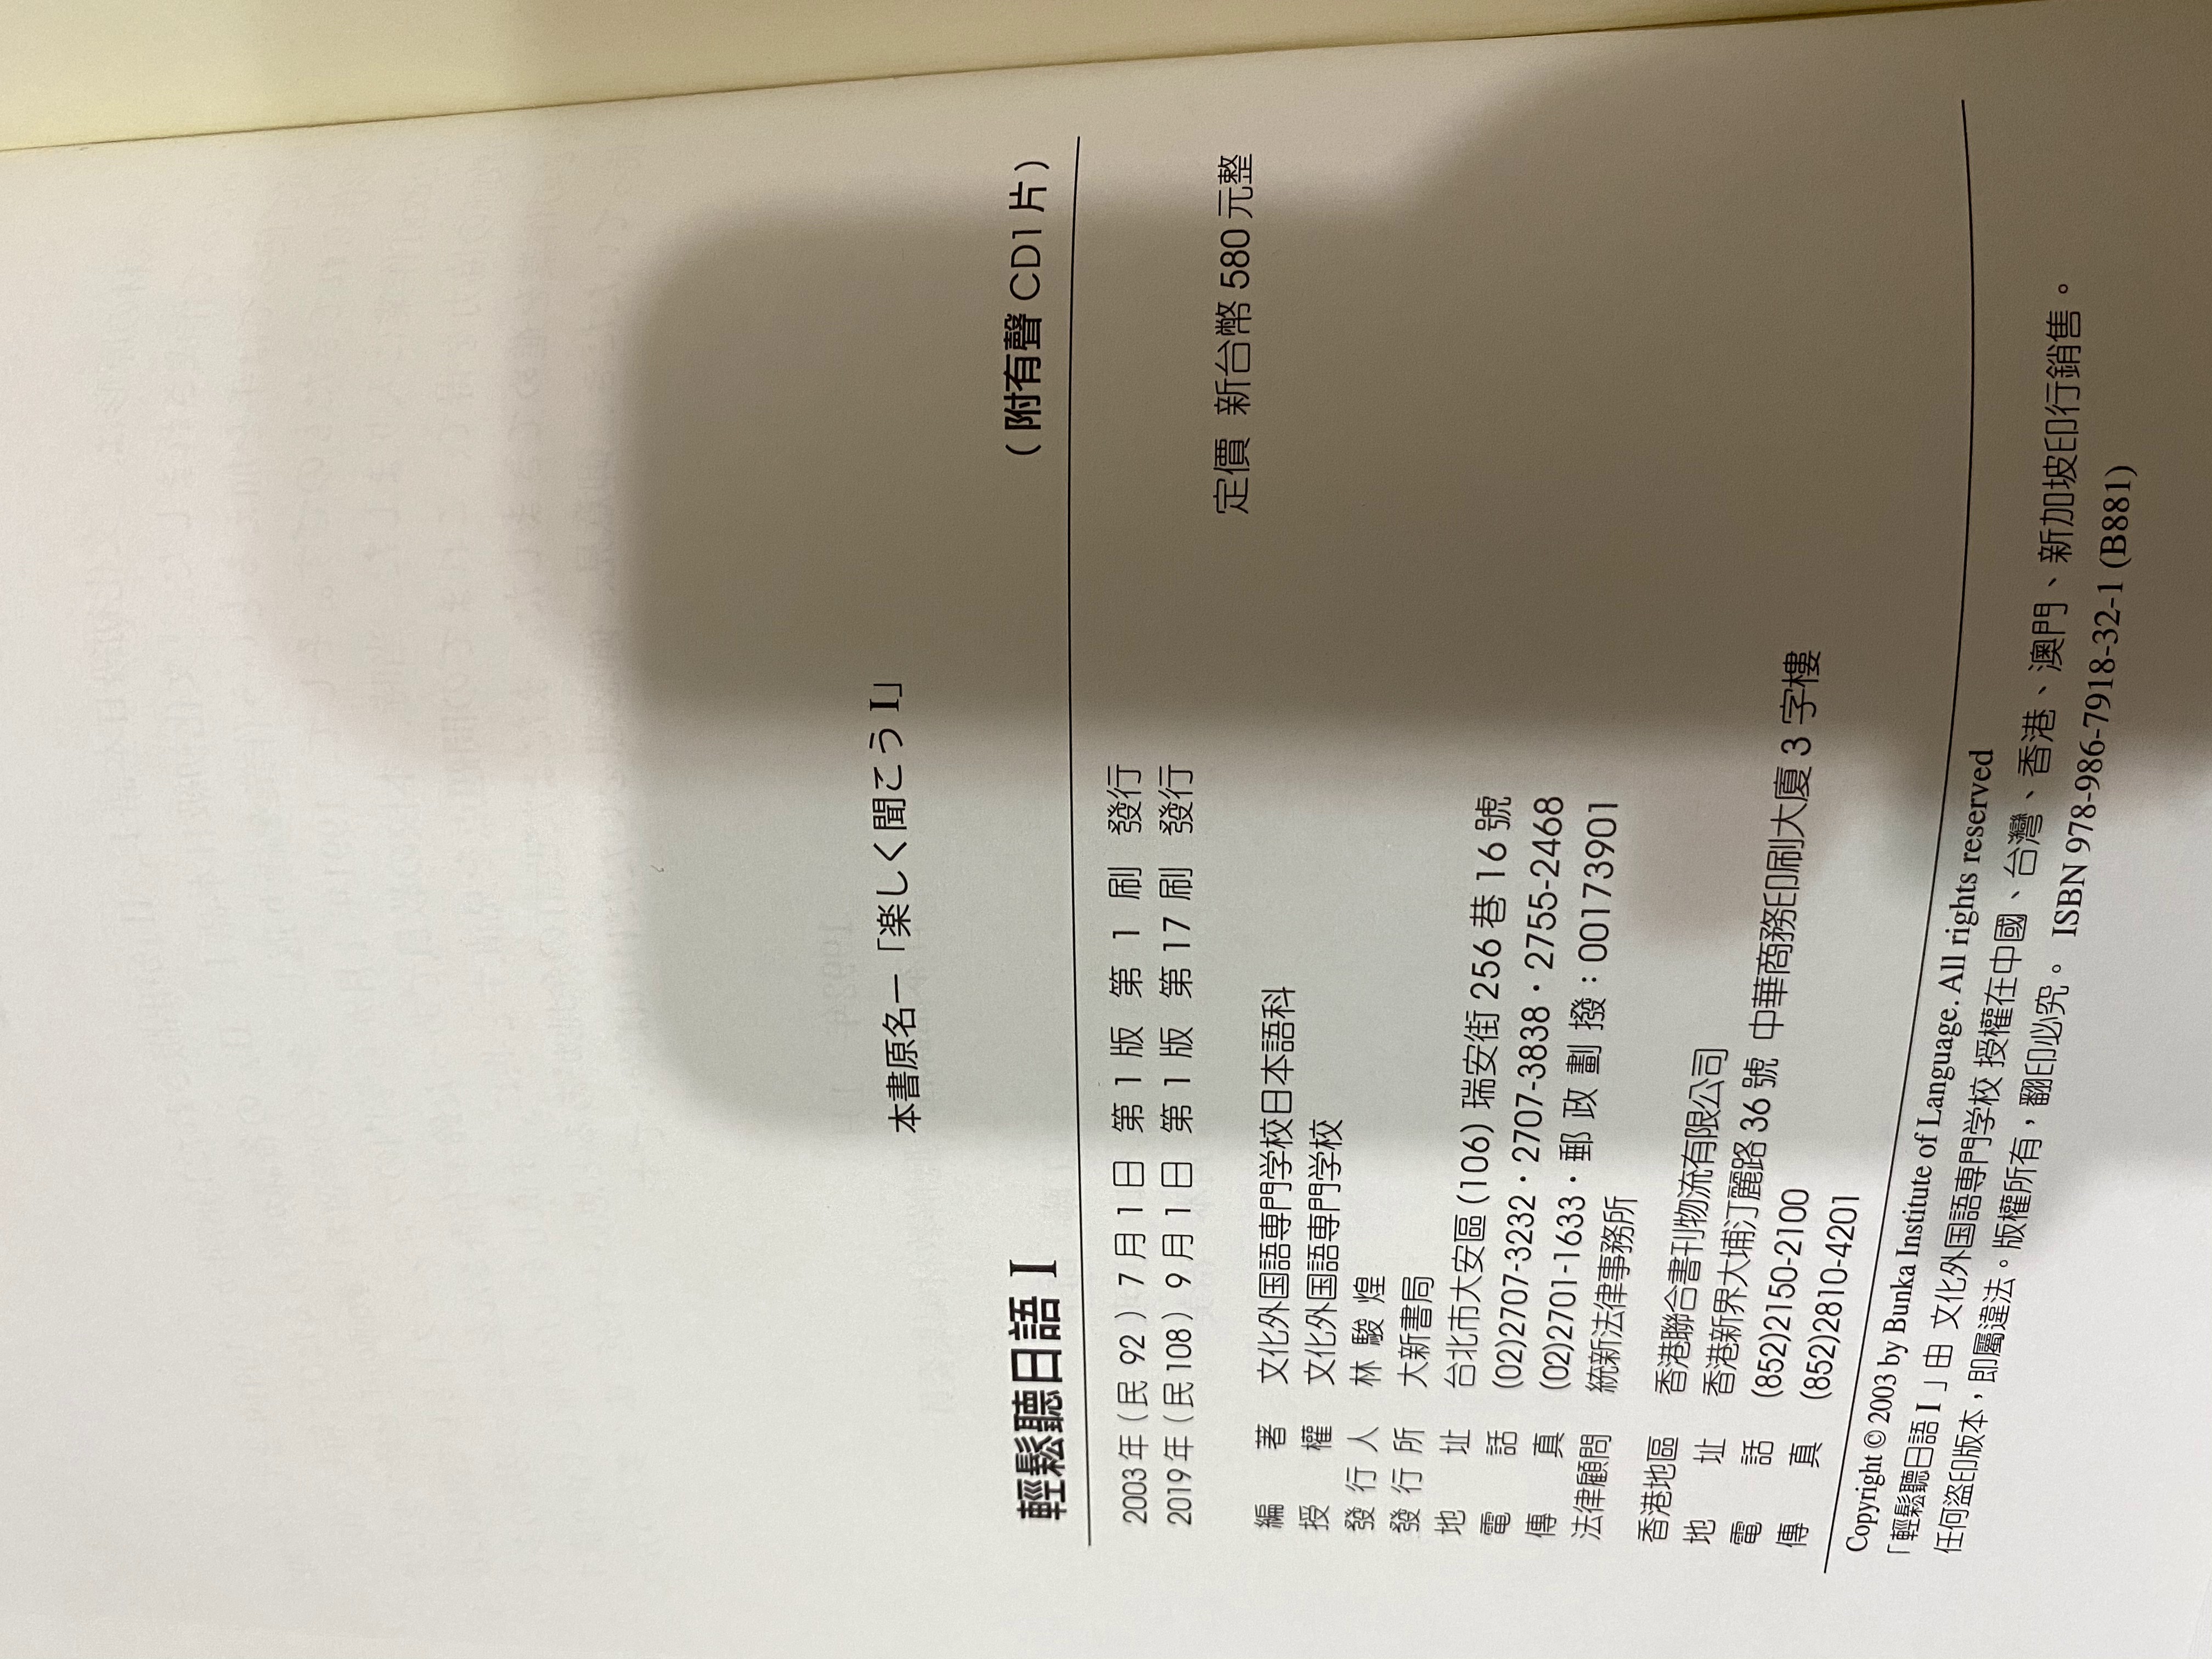 本書原名一「楽しく聞こう I」
輕鬆聽日語 I （附有聲 CD1 片）
2003 年（民 92 ）7 月 1 日 第 1 版 第 1 刷 發行
2019 年（民 108 ）9 月 1 日 第 1 版 第 17 刷 發行
定價 新台幣 580 元整
編著 文化外国語専門学校日本語科
授權 文化外国語専門学校
發行人 林駿煌
發行所 大新書局
地址 台北市大安區 (106) 瑞安街 256 巷 16 號
電話 (02)2707-3232・2707-3838・2755-2468
傳真 (02)2701-1633・郵政劃撥：00173901
法律顧問 統新法律事務所
香港地區 香港聯合書刊物流有限公司
地址 香港新界大埔汀麗路 36 號 中華商務印刷大廈 3 字樓
電話 (852)2150-2100
傳真 (852)2810-4201
Copyright © 2003 by Bunka Institute of Language. All rights reserved
「輕鬆聽日語 I 」由 文化外国語専門学校 授權在中國、台灣、香港、澳門、新加坡印行銷售。
任何盜印版本，即屬違法。版權所有，翻印必究。 ISBN 978-986-7918-32-1 (B881)